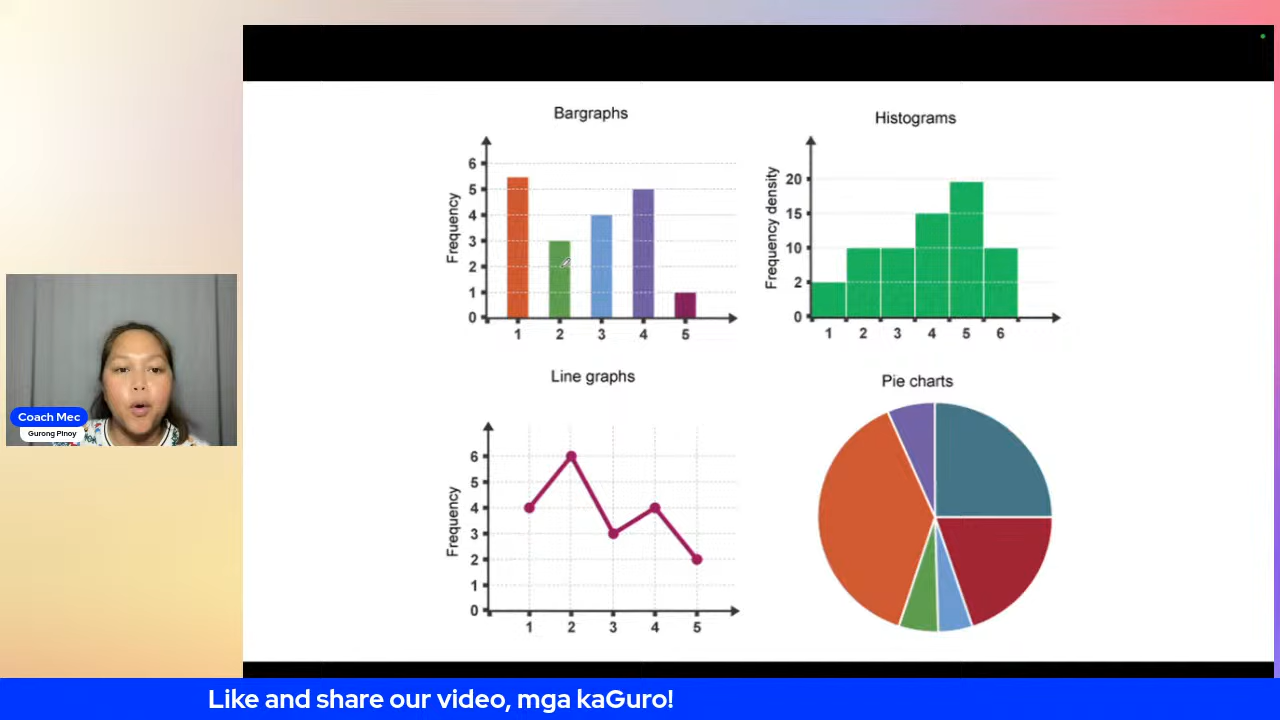 Bargraphs
Frequency
6
5
4
3
2
1
0
1 2 3 4 5
Histograms
Frequency density
20
15
10
2
0
1 2 3 4 5 6
Line graphs
Frequency
6
5
4
3
2
1
0
1 2 3 4 5
Pie charts
Coach Mec
Gurong Pinoy
Like and share our video, mga kaGuro!